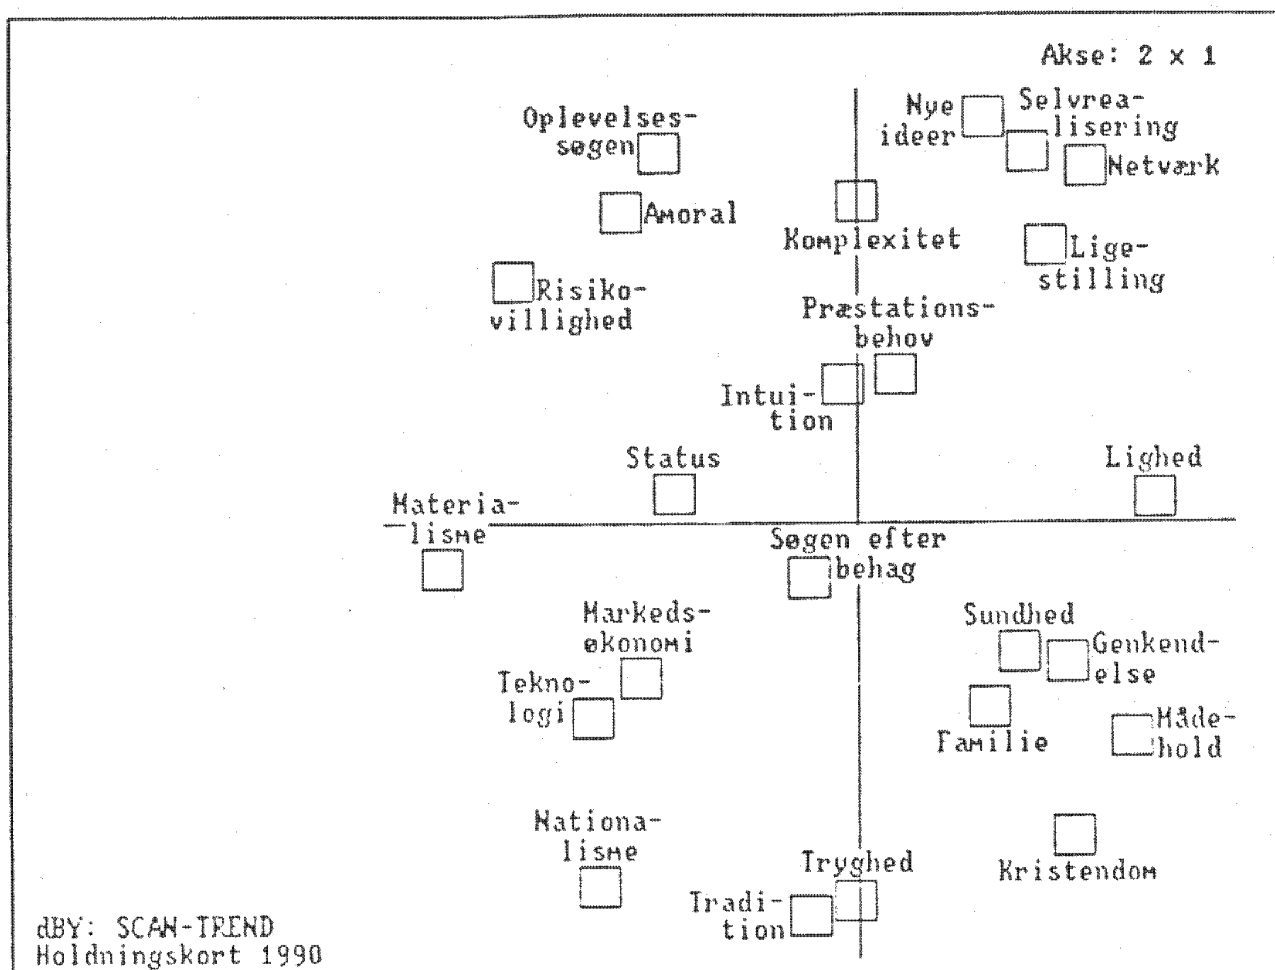 Akse: 2 x 1
Oplevelses-
søgen
Nye
ideer
Selvrea-
lisering
Netværk
Amoral
Komplexitet
Lige-
stilling
Risiko-
villighed
Præstations-
behov
Intui-
tion
Status
Lighed
Materia-
lisme
Søgen efter
behag
Markeds-
økonomi
Sundhed
Genkend-
else
Tekno-
logi
Familie
Måde-
hold
Nationa-
lisme
Tryghed
Kristendom
Tradi-
tion
dBY: SCAN-TREND
Holdningskort 1990